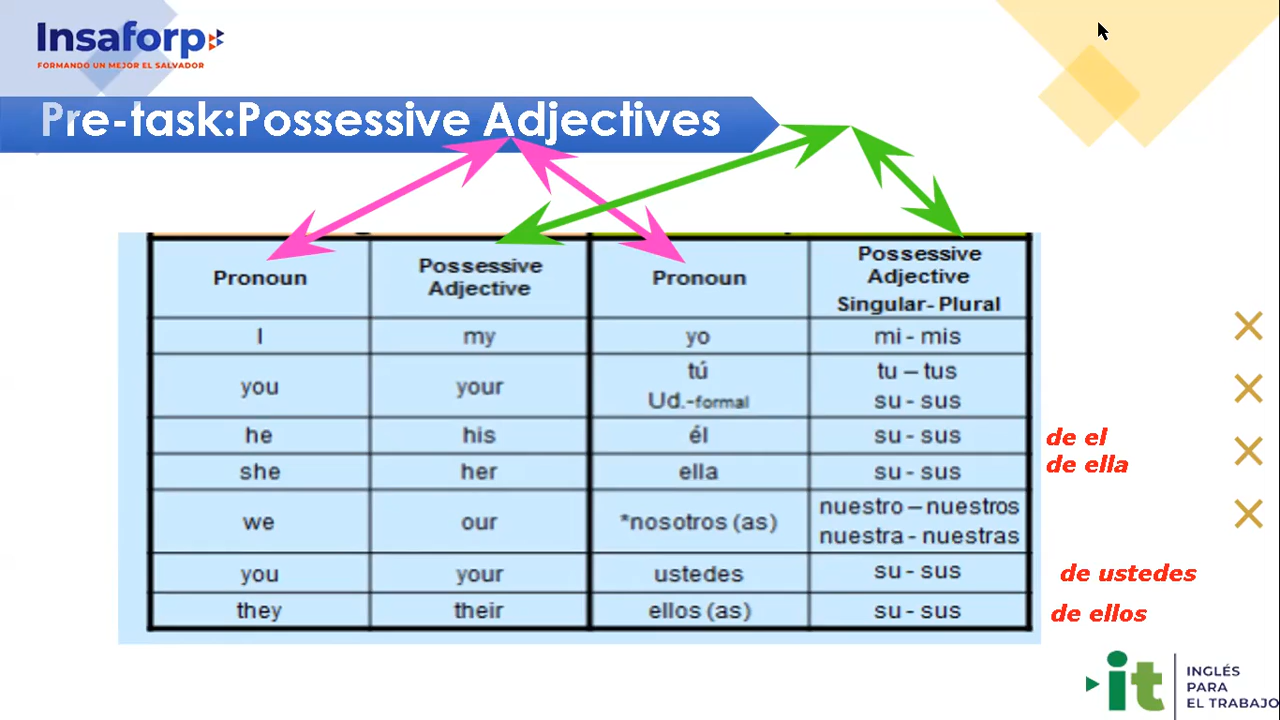 Insaforp
FORMANDO UN MEJOR EL SALVADOR
Pre-task:Possessive Adjectives
Pronoun
Possessive
Adjective
Pronoun
Possessive
Adjective
Singular- Plural
I
my
yo
mi - mis
you
your
tú
Ud.-formal
tu – tus
su - sus
he
his
él
su - sus
de el
she
her
ella
su - sus
de ella
we
our
*nosotros (as)
nuestro – nuestros
nuestra - nuestras
you
your
ustedes
su - sus
de ustedes
they
their
ellos (as)
su - sus
de ellos
it
INGLÉS
PARA
EL TRABAJO